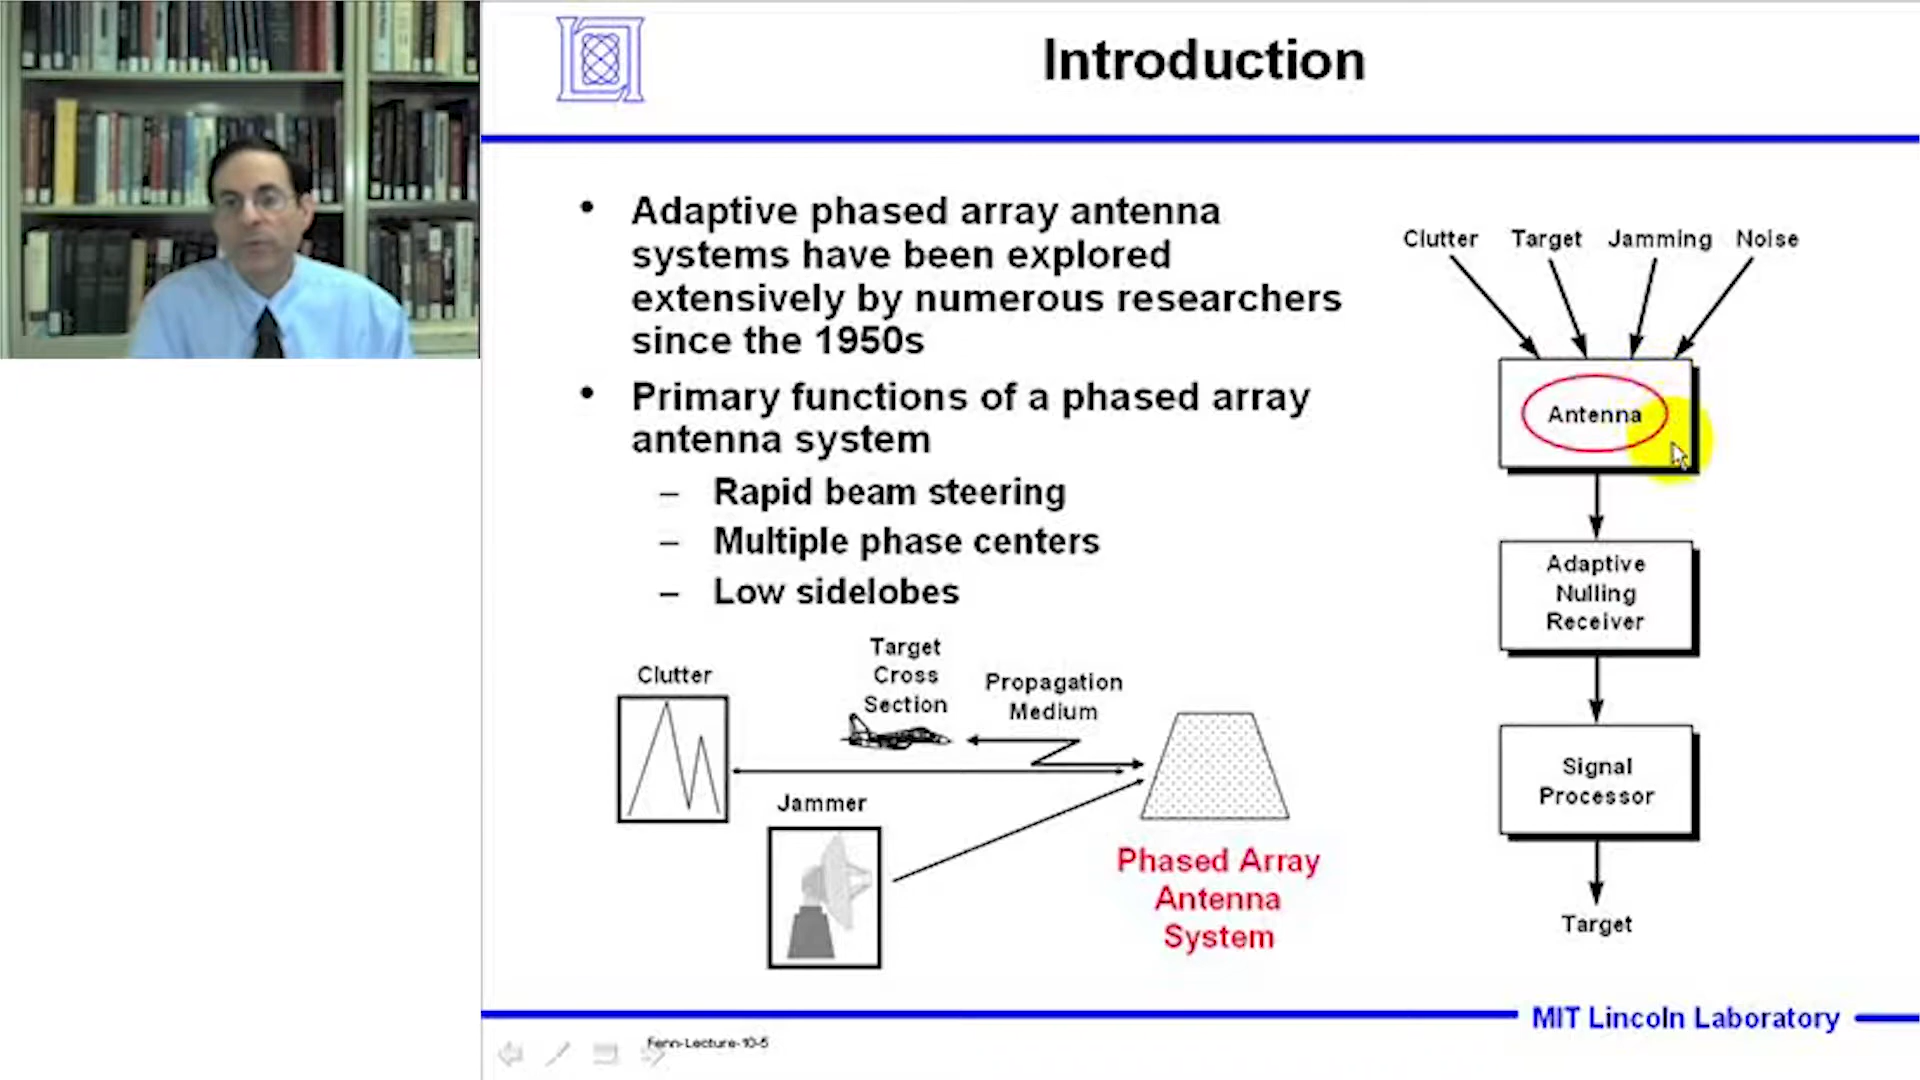 Introduction
• Adaptive phased array antenna
systems have been explored
extensively by numerous researchers
since the 1950s
• Primary functions of a phased array
antenna system
– Rapid beam steering
– Multiple phase centers
– Low sidelobes
Clutter
Target
Cross
Section
Propagation
Medium
Jammer
Phased Array
Antenna
System
Clutter Target Jamming Noise
Antenna
Adaptive
Nulling
Receiver
Signal
Processor
Target
MIT Lincoln Laboratory
Fenn-Lecture-10-5